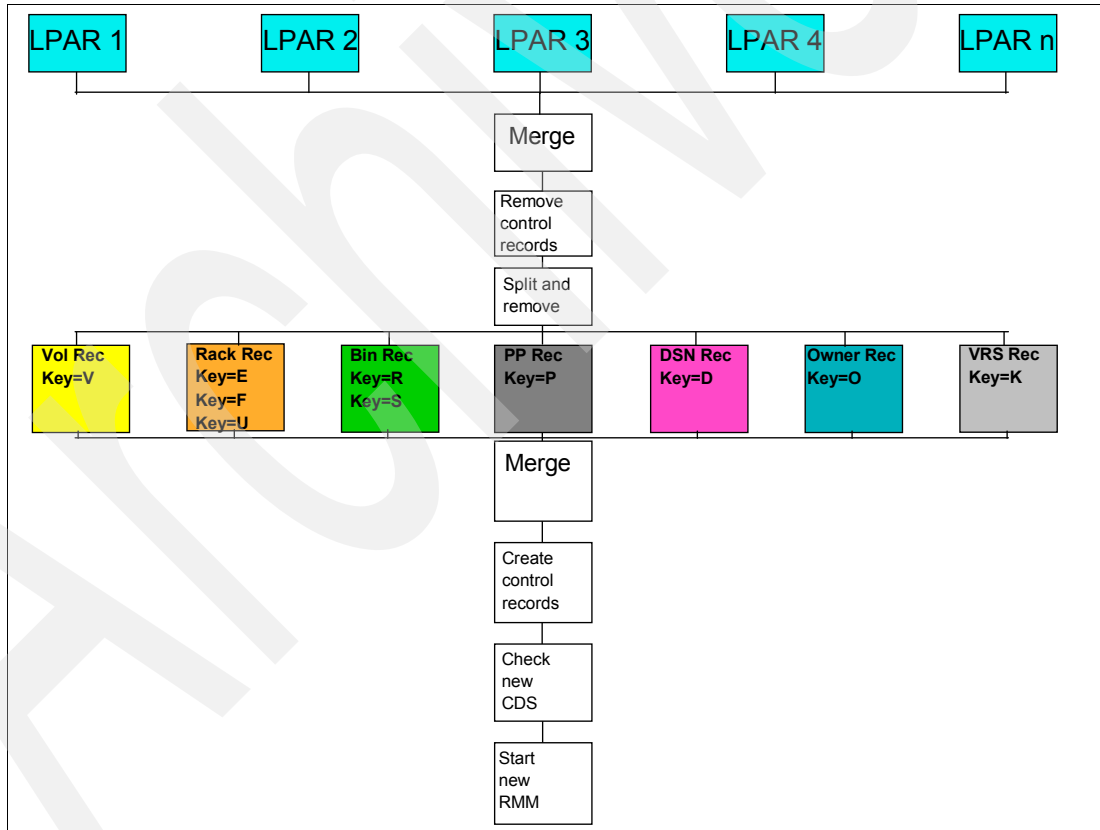 LPAR 1
LPAR 2
LPAR 3
LPAR 4
LPAR n
Merge
Remove
control
records
Split and
remove
Vol Rec
Key=V
Rack Rec
Key=E
Key=F
Key=U
Bin Rec
Key=R
Key=S
PP Rec
Key=P
DSN Rec
Key=D
Owner Rec
Key=O
VRS Rec
Key=K
Merge
Create
control
records
Check
new
CDS
Start
new
RMM